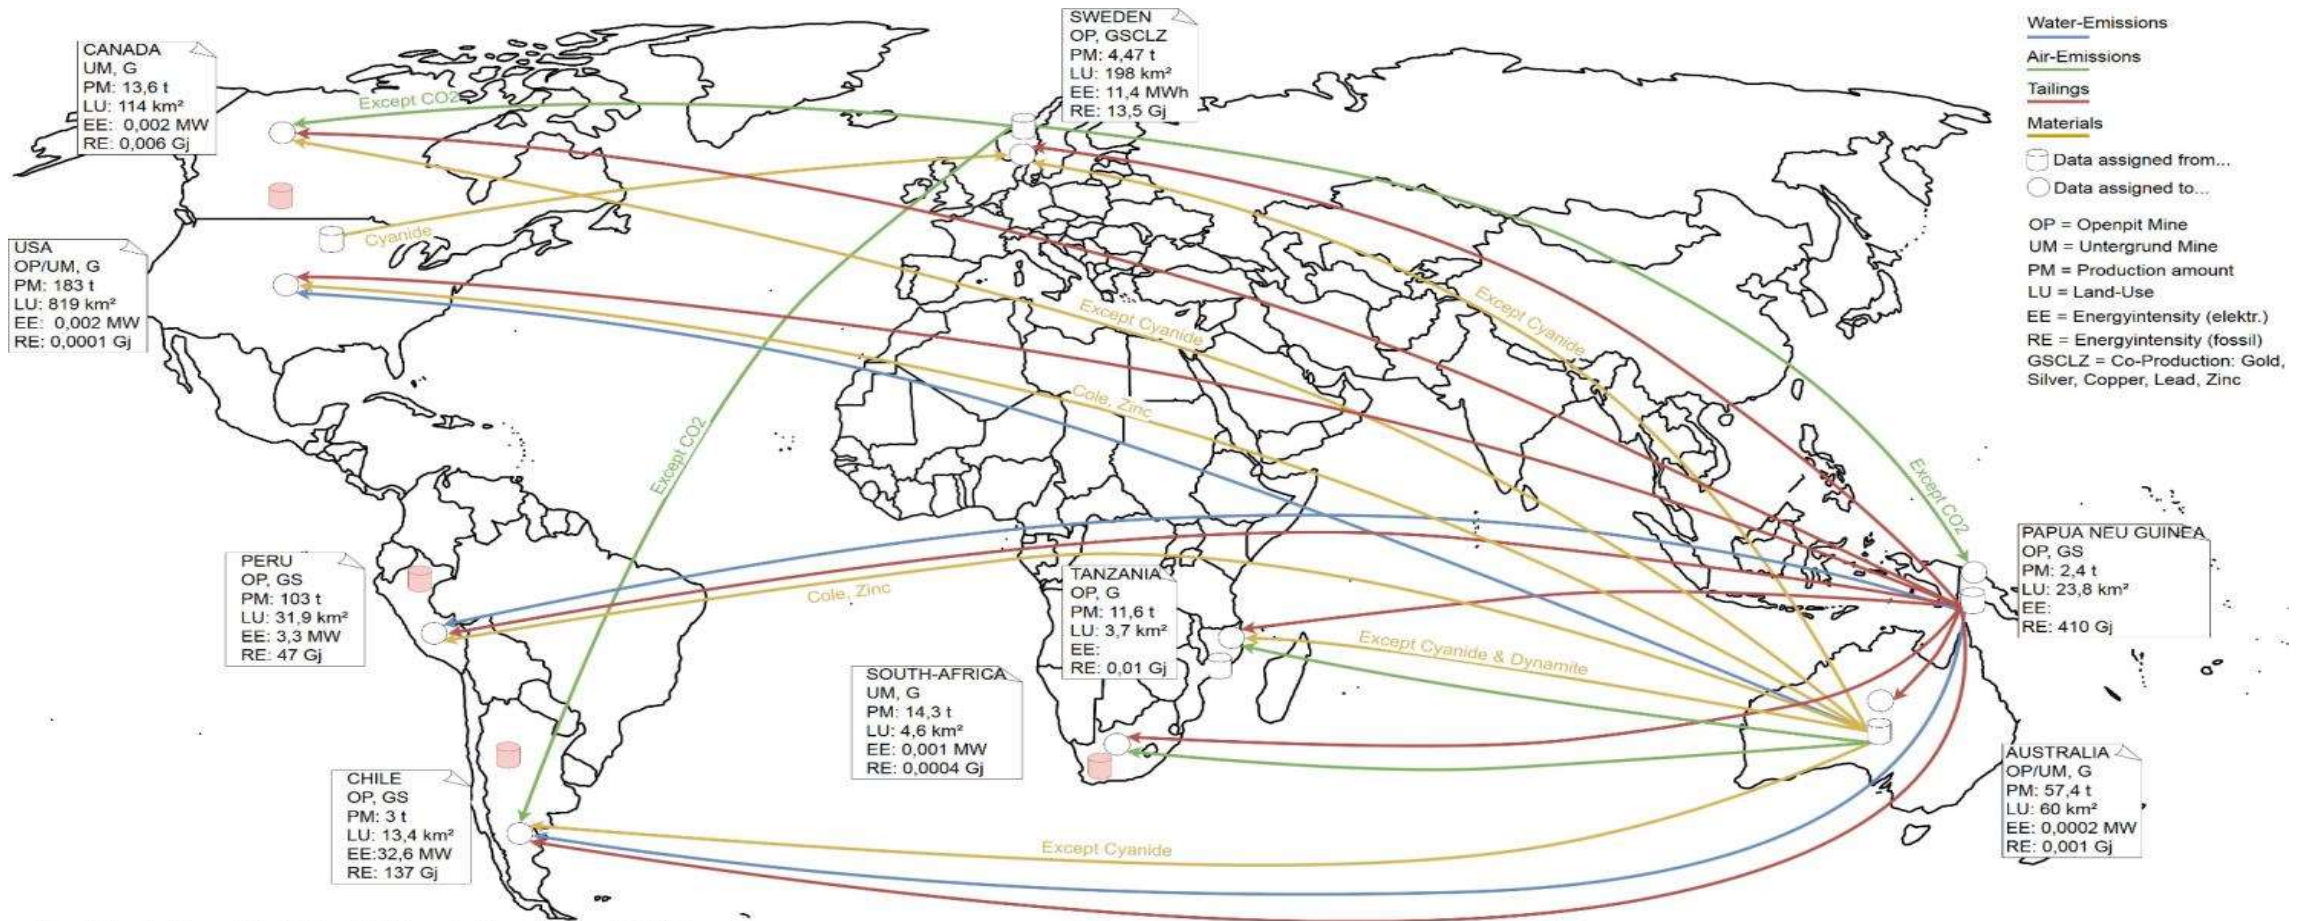 CANADA
UM, G
PM: 13,6 t
LU: 114 km²
EE: 0,002 MW
RE: 0,006 Gj
SWEDEN
OP, GSCLZ
PM: 4,47 t
LU: 198 km²
EE: 11,4 MWh
RE: 13,5 Gj
Water-Emissions
Air-Emissions
Tailings
Materials
Data assigned from...
Data assigned to...
OP = Openpit Mine
UM = Untergrund Mine
PM = Production amount
LU = Land-Use
EE = Energyintensity (elektr.)
RE = Energyintensity (fossil)
GSCLZ = Co-Production: Gold,
Silver, Copper, Lead, Zinc
Except CO2
Cyanide
USA
OP/UM, G
PM: 183 t
LU: 819 km²
EE: 0,002 MW
RE: 0,0001 Gj
Except Cyanide
Except Cyanide
Cole, Zinc
Except CO2
Except CO2
PERU
OP, GS
PM: 103 t
LU: 31,9 km²
EE: 3,3 MW
RE: 47 Gj
Cole, Zinc
TANZANIA
OP, G
PM: 11,6 t
LU: 3,7 km²
EE:
RE: 0,01 Gj
Except Cyanide & Dynamite
PAPUA NEU GUINEA
OP, GS
PM: 2,4 t
LU: 23,8 km²
EE:
RE: 410 Gj
SOUTH-AFRICA
UM, G
PM: 14,3 t
LU: 4,6 km²
EE: 0,001 MW
RE: 0,0004 Gj
CHILE
OP, GS
PM: 3 t
LU: 13,4 km²
EE:32,6 MW
RE: 137 Gj
Except Cyanide
AUSTRALIA
OP/UM, G
PM: 57,4 t
LU: 60 km²
EE: 0,0002 MW
RE: 0,001 Gj